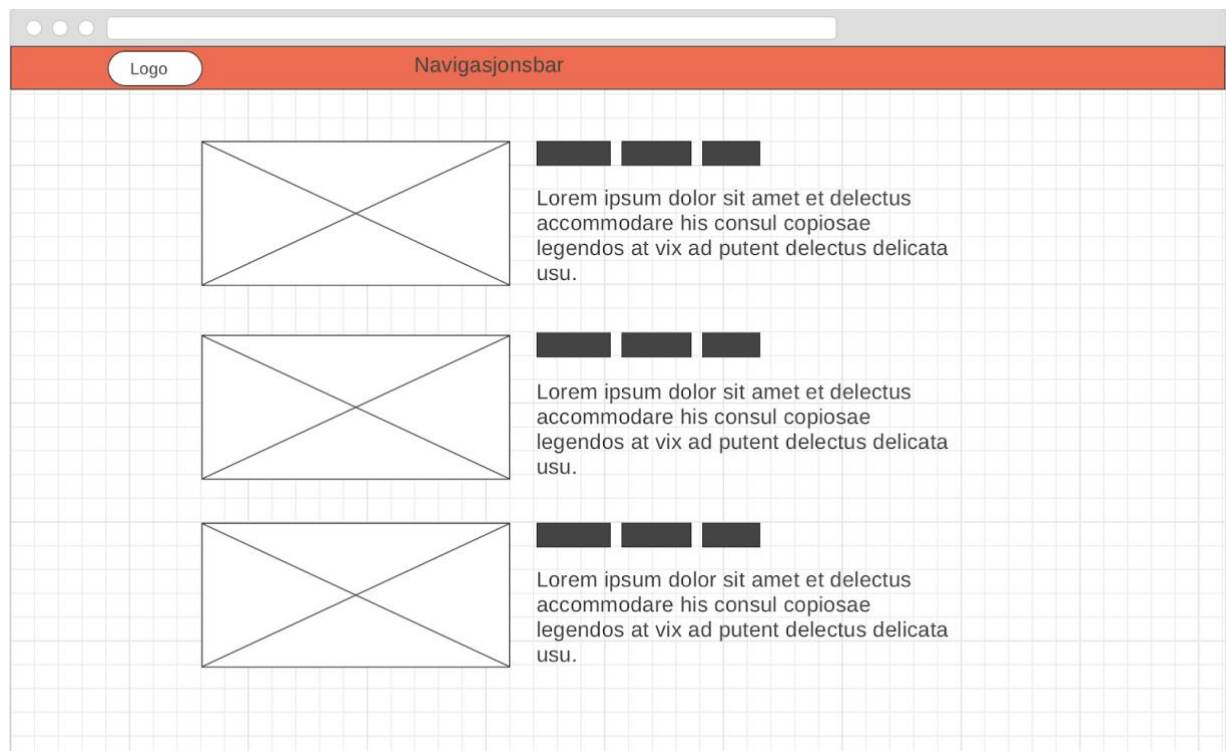 Logo
Navigasjonsbar
Lorem ipsum dolor sit amet et delectus
accommodare his consul copiosae
legendos at vix ad putent delectus delicata
usu.
Lorem ipsum dolor sit amet et delectus
accommodare his consul copiosae
legendos at vix ad putent delectus delicata
usu.
Lorem ipsum dolor sit amet et delectus
accommodare his consul copiosae
legendos at vix ad putent delectus delicata
usu.